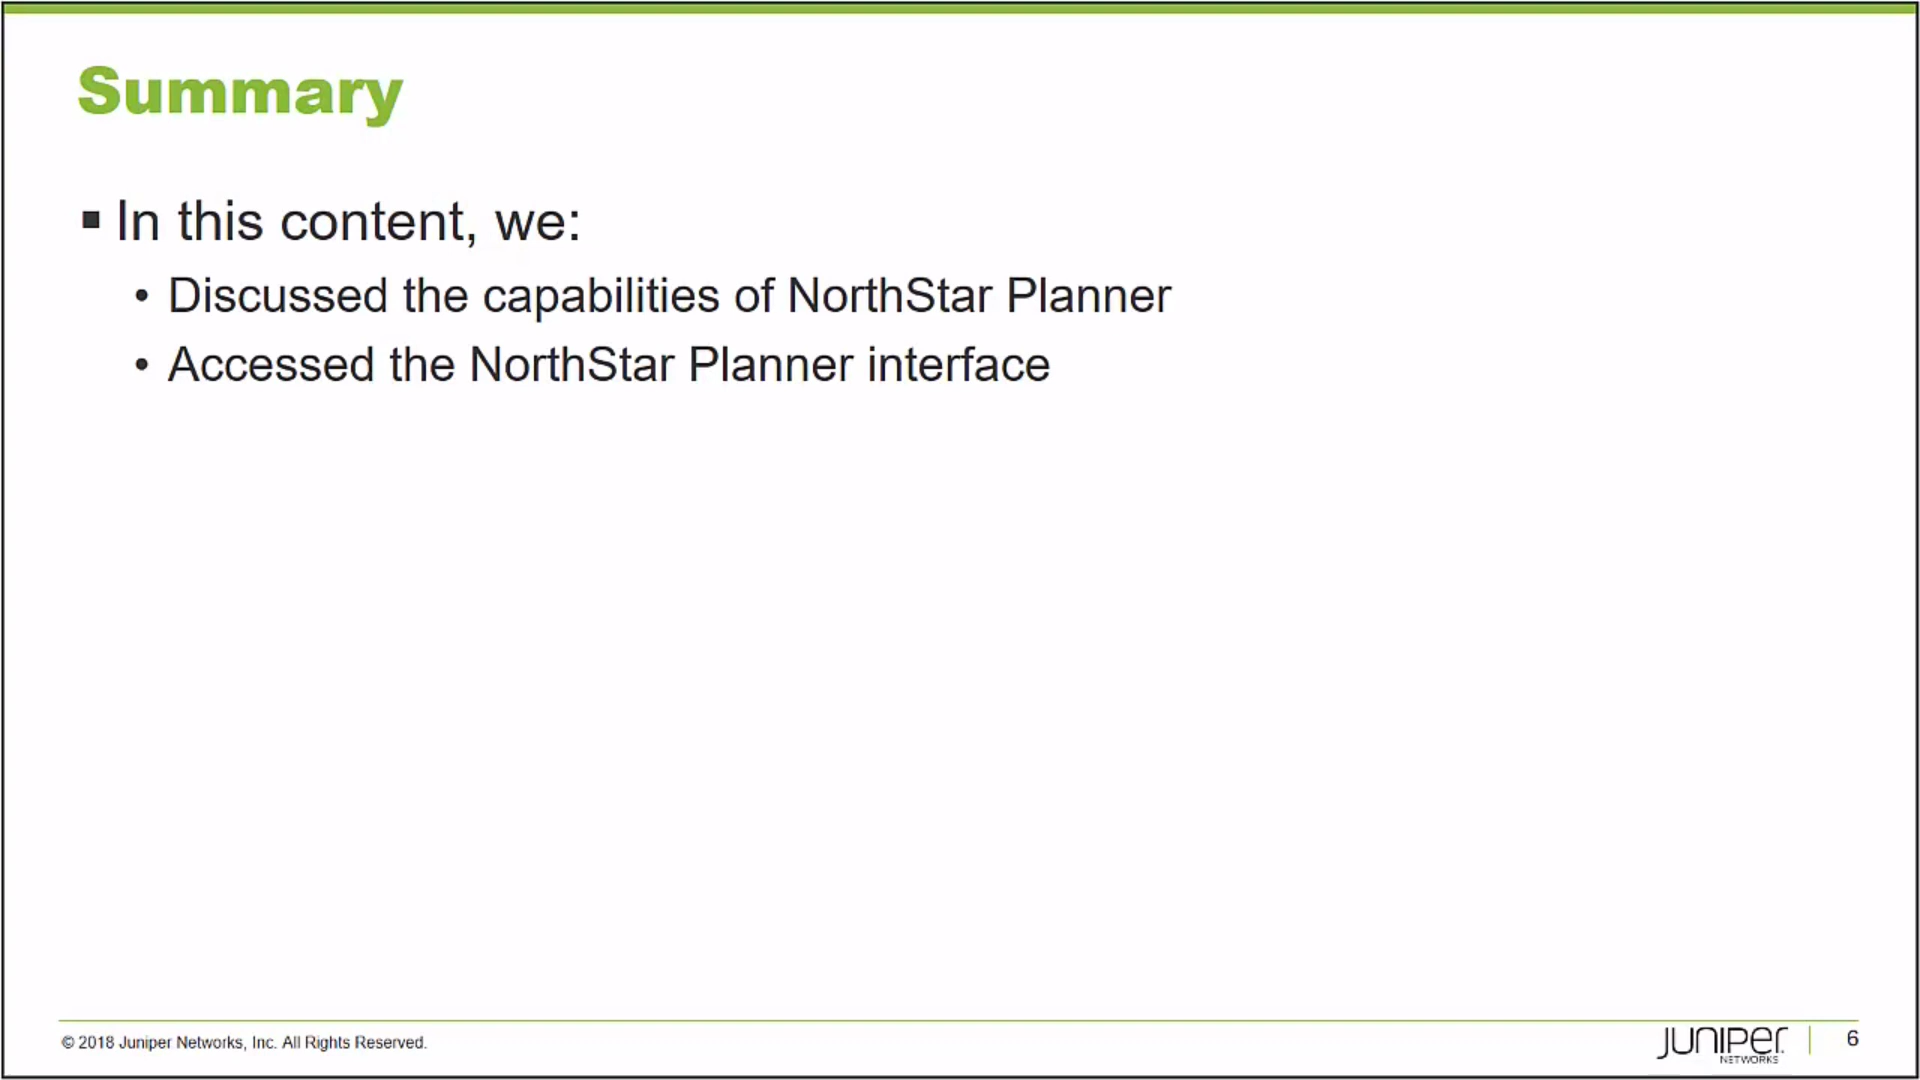 Summary
▪ In this content, we:
• Discussed the capabilities of NorthStar Planner
• Accessed the NorthStar Planner interface
© 2018 Juniper Networks, Inc. All Rights Reserved.
JUNIPER
NETWORKS
6